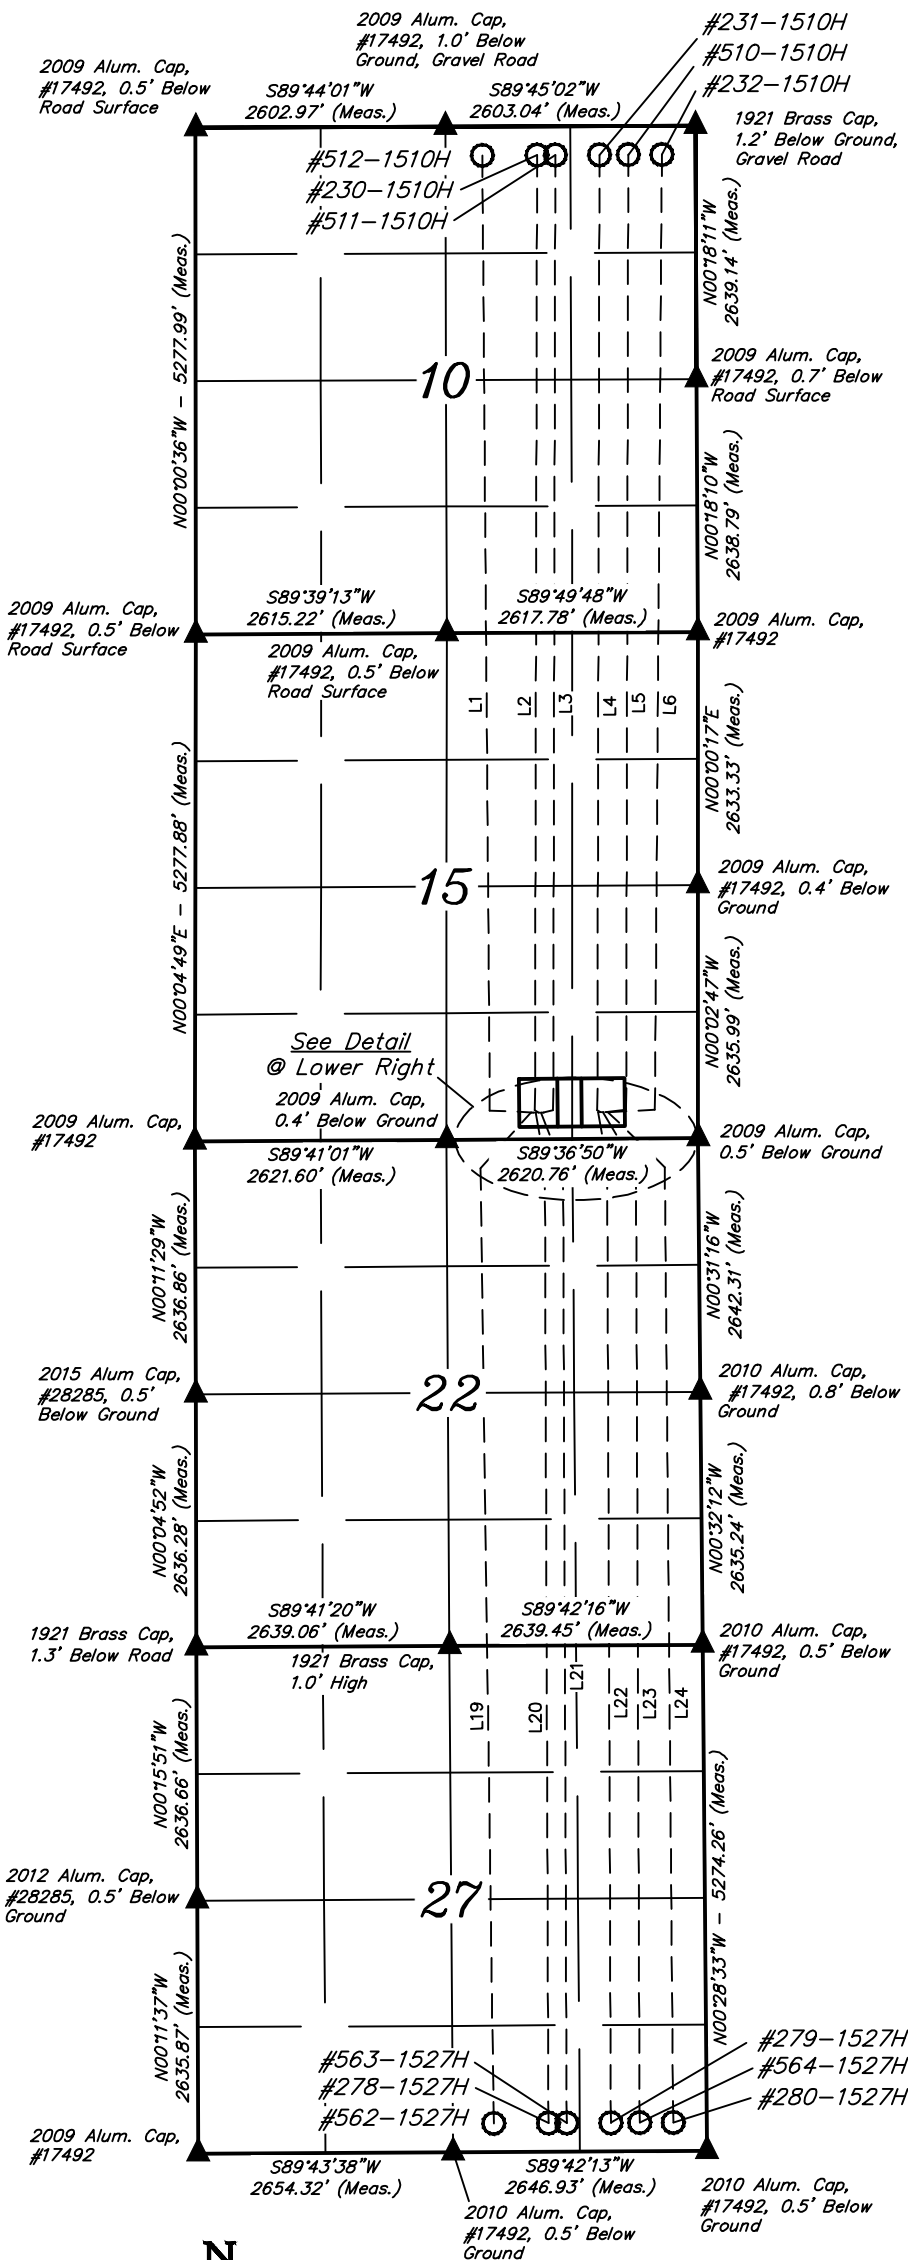 2009 Alum. Cap,
#17492, 1.0' Below
Ground, Gravel Road
#231-1510H
#510-1510H
#232-1510H
2009 Alum. Cap,
#17492, 0.5' Below
Road Surface
S89°44'01"W
2602.97' (Meas.)
S89°45'02"W
2603.04' (Meas.)
1921 Brass Cap,
1.2' Below Ground,
Gravel Road
#512-1510H
#230-1510H
#511-1510H
N00°00'36"W - 5277.99' (Meas.)
N00°18'11"W
2639.14' (Meas.)
10
2009 Alum. Cap,
#17492, 0.7' Below
Road Surface
N00°18'10"W
2638.79' (Meas.)
2009 Alum. Cap,
#17492, 0.5' Below
Road Surface
S89°39'13"W
2615.22' (Meas.)
S89°49'48"W
2617.78' (Meas.)
2009 Alum. Cap,
#17492
2009 Alum. Cap,
#17492, 0.5' Below
Road Surface
L1
L2
L3
L4
L5
L6
N00°04'49"E - 5277.88' (Meas.)
N00°00'17"E
2633.33' (Meas.)
15
2009 Alum. Cap,
#17492, 0.4' Below
Ground
N00°02'47"W
2635.99' (Meas.)
See Detail
@ Lower Right
2009 Alum. Cap,
0.4' Below Ground
2009 Alum. Cap,
#17492
S89°41'01"W
2621.60' (Meas.)
S89°36'50"W
2620.76' (Meas.)
2009 Alum. Cap,
0.5' Below Ground
N00°11'29"W
2636.86' (Meas.)
N00°31'16"W
2642.31' (Meas.)
2015 Alum Cap,
#28285, 0.5'
Below Ground
22
2010 Alum. Cap,
#17492, 0.8' Below
Ground
N00°04'52"W
2636.28' (Meas.)
N00°32'12"W
2635.24' (Meas.)
1921 Brass Cap,
1.3' Below Road
S89°41'20"W
2639.06' (Meas.)
S89°42'16"W
2639.45' (Meas.)
2010 Alum. Cap,
#17492, 0.5' Below
Ground
1921 Brass Cap,
1.0' High
L19
L20
L21
L22
L23
L24
N00°15'51"W
2636.66' (Meas.)
N00°28'33"W - 5274.26' (Meas.)
2012 Alum. Cap,
#28285, 0.5' Below
Ground
27
N00°11'37"W
2635.87' (Meas.)
#563-1527H
#278-1527H
#562-1527H
#279-1527H
#564-1527H
#280-1527H
2009 Alum. Cap,
#17492
S89°43'38"W
2654.32' (Meas.)
S89°42'13"W
2646.93' (Meas.)
2010 Alum. Cap,
#17492, 0.5' Below
Ground
2010 Alum. Cap,
#17492, 0.5' Below
Ground
N